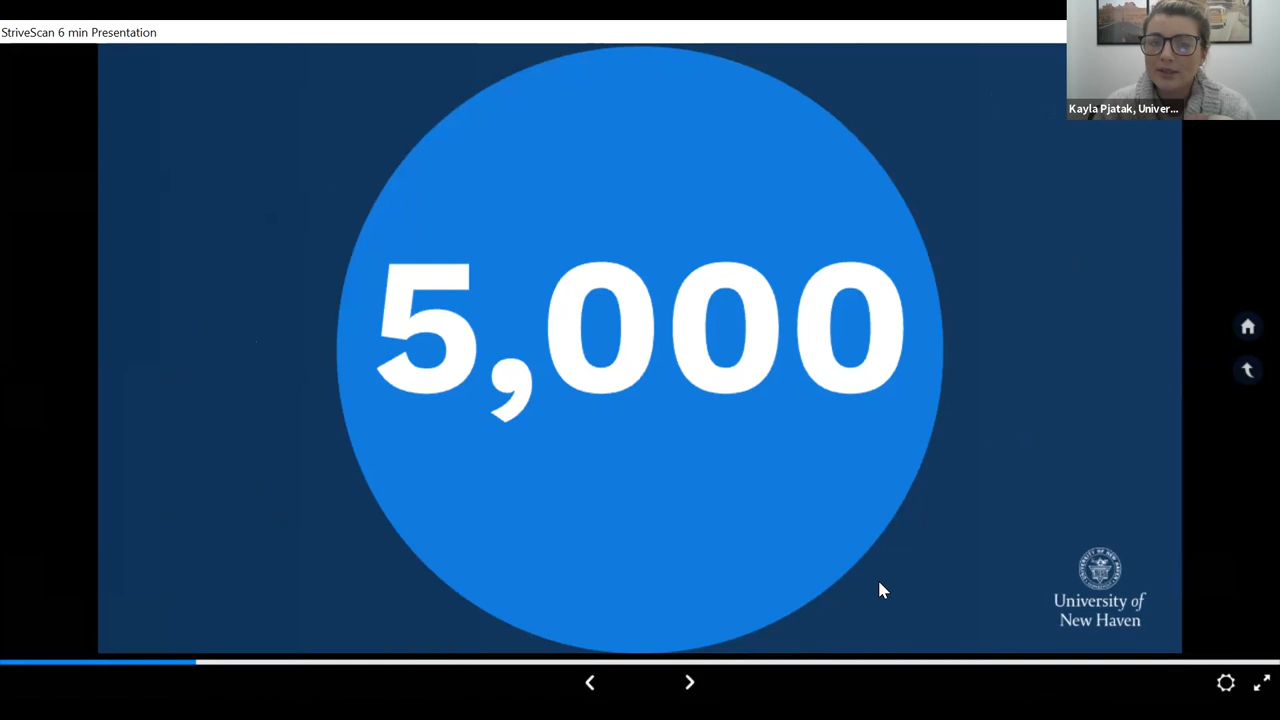 StriveScan 6 min Presentation
Kayla Pjatak, Univer...
5,000
University of
New Haven